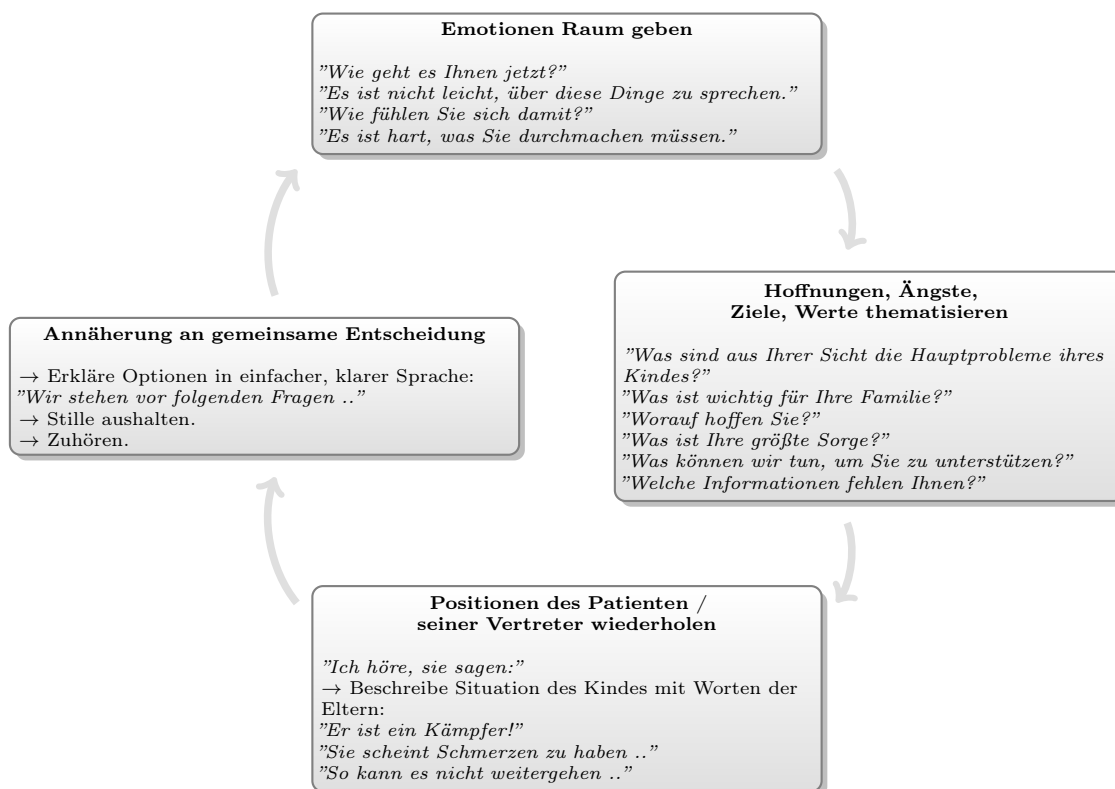 Emotionen Raum geben
”Wie geht es Ihnen jetzt?”
”Es ist nicht leicht, über diese Dinge zu sprechen.”
”Wie fühlen Sie sich damit?”
”Es ist hart, was Sie durchmachen müssen.”
Hoffnungen, Ängste,
Ziele, Werte thematisieren
”Was sind aus Ihrer Sicht die Hauptprobleme ihres
Kindes?”
”Was ist wichtig für Ihre Familie?”
”Worauf hoffen Sie?”
”Was ist Ihre größte Sorge?”
”Was können wir tun, um Sie zu unterstützen?”
”Welche Informationen fehlen Ihnen?”
Positionen des Patienten /
seiner Vertreter wiederholen
”Ich höre, sie sagen:”
→ Beschreibe Situation des Kindes mit Worten der
Eltern:
”Er ist ein Kämpfer!”
”Sie scheint Schmerzen zu haben ..”
”So kann es nicht weitergehen ..”
Annäherung an gemeinsame Entscheidung
→ Erkläre Optionen in einfacher, klarer Sprache:
”Wir stehen vor folgenden Fragen ..”
→ Stille aushalten.
→ Zuhören.